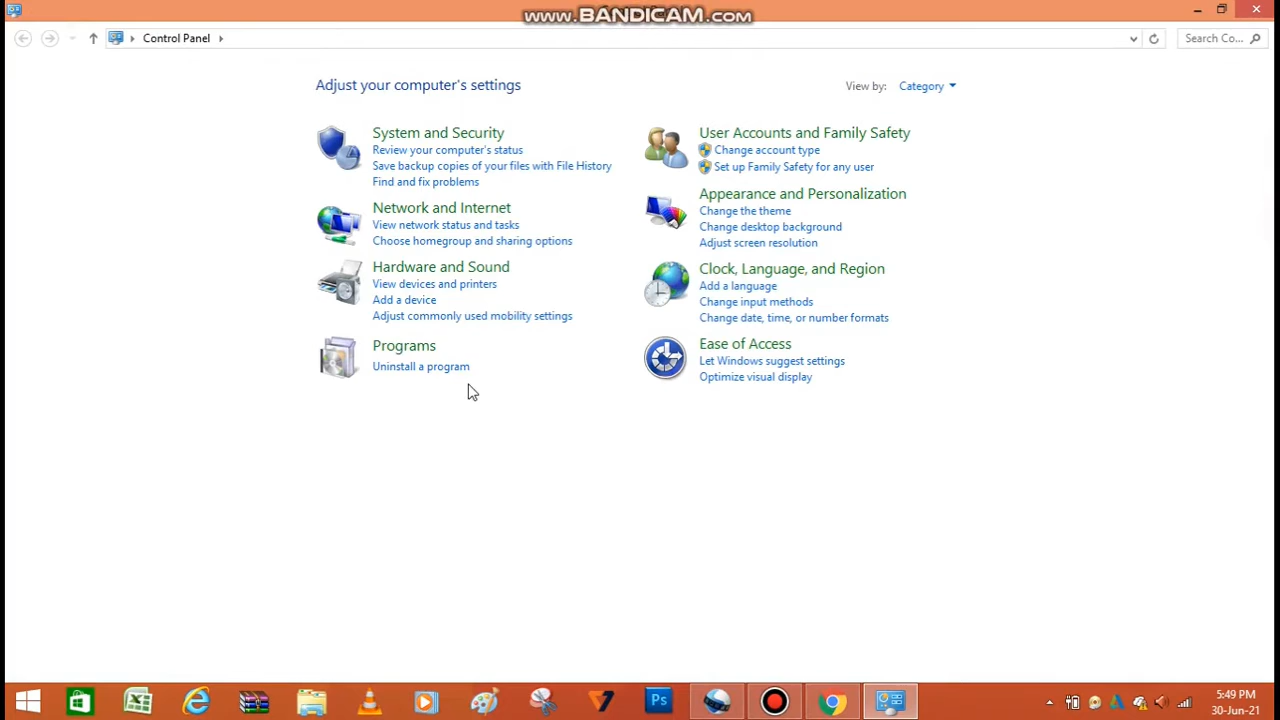 www.BANDICAM.com
Control Panel
Search Co...
Adjust your computer's settings
View by: Category
System and Security
Review your computer's status
Save backup copies of your files with File History
Find and fix problems
Network and Internet
View network status and tasks
Choose homegroup and sharing options
Hardware and Sound
View devices and printers
Add a device
Adjust commonly used mobility settings
Programs
Uninstall a program
User Accounts and Family Safety
Change account type
Set up Family Safety for any user
Appearance and Personalization
Change the theme
Change desktop background
Adjust screen resolution
Clock, Language, and Region
Add a language
Change input methods
Change date, time, or number formats
Ease of Access
Let Windows suggest settings
Optimize visual display
Ps
5:49 PM
30-Jun-21